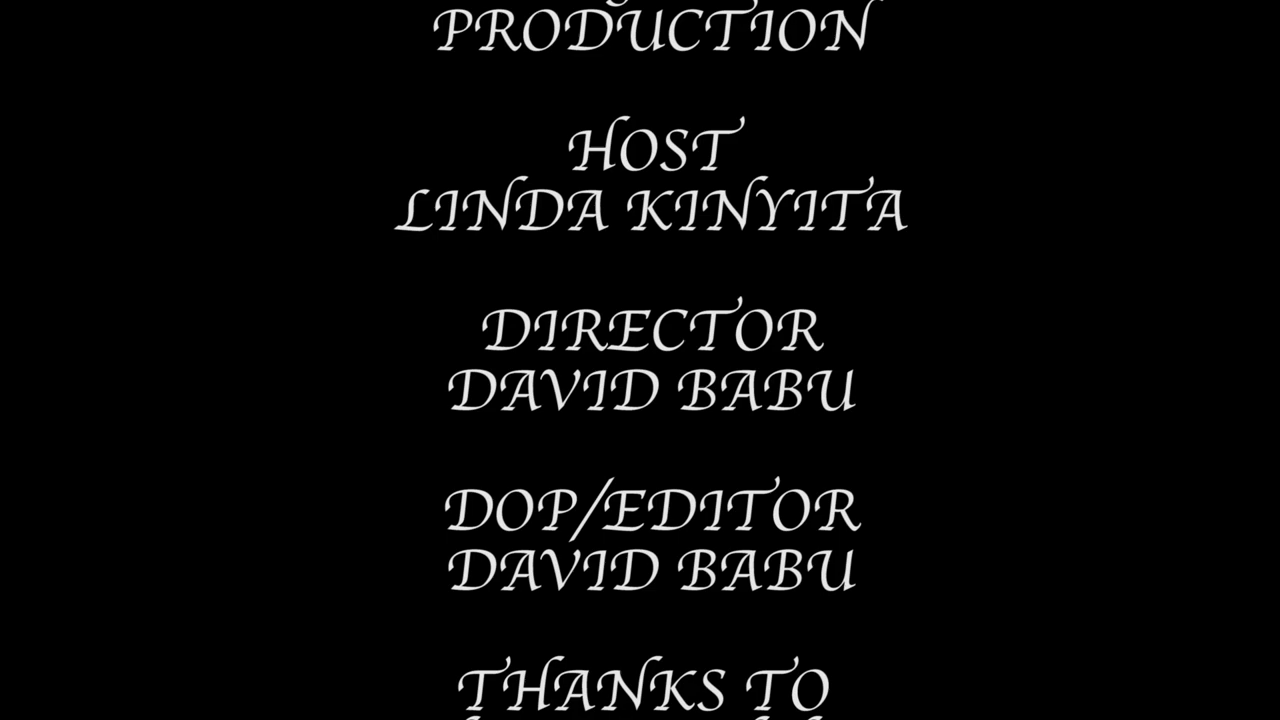 PRODUCTION
HOST
LINDA KINYITA
DIRECTOR
DAVID BABU
DOP/EDITOR
DAVID BABU
THANKS TO